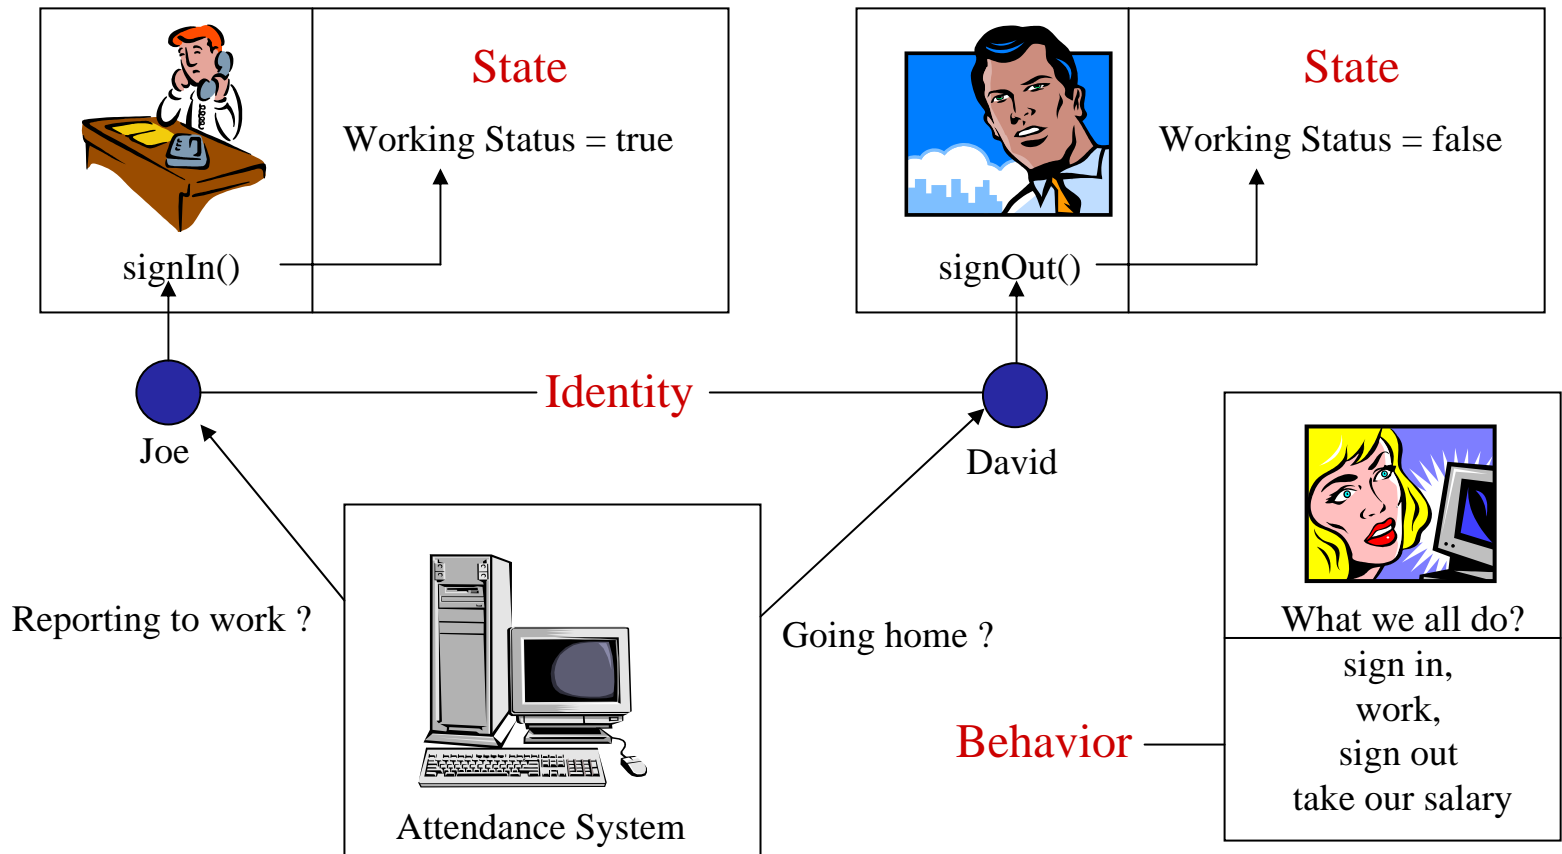 State
Working Status = true
signIn()
State
Working Status = false
signOut()
Identity
Joe
David
Reporting to work ?
Going home ?
Attendance System
What we all do?
sign in,
work,
sign out
take our salary
Behavior